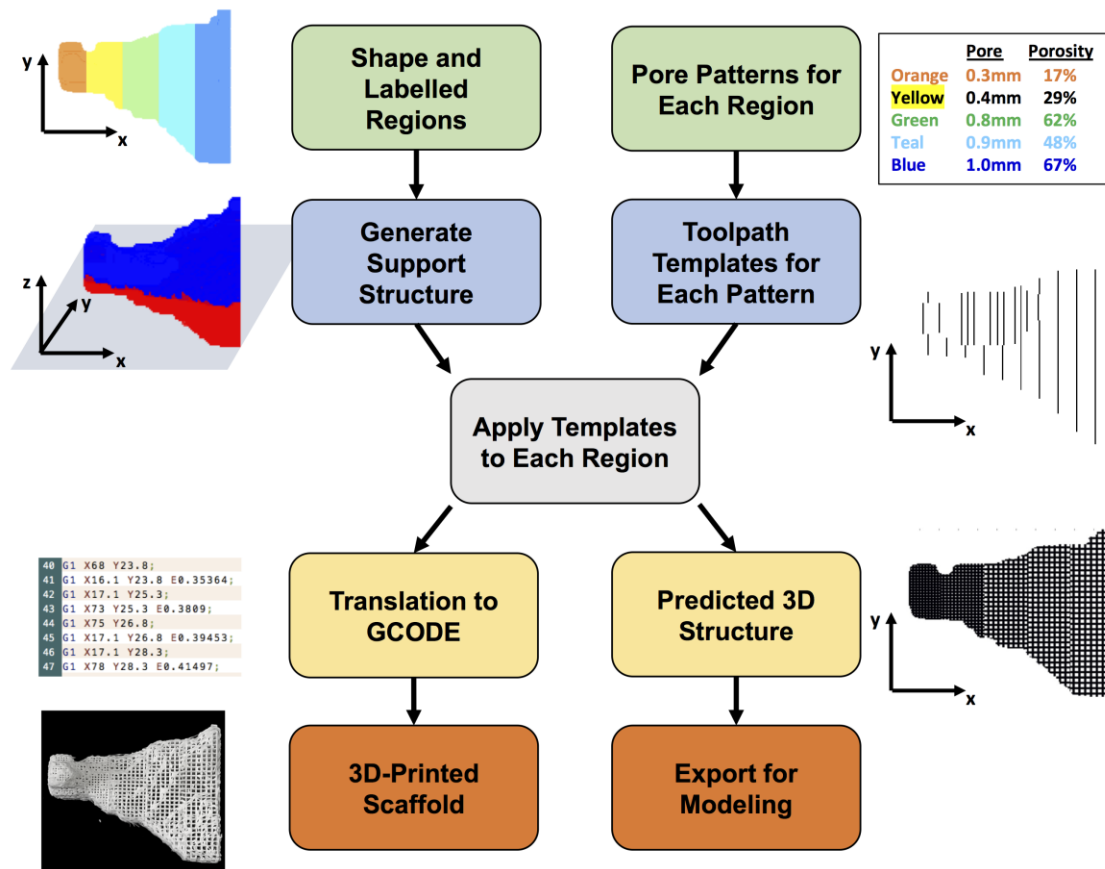 y
x
Shape and
Labelled
Regions
Pore Patterns for
Each Region
Pore Porosity
Orange 0.3mm 17%
Yellow 0.4mm 29%
Green 0.8mm 62%
Teal 0.9mm 48%
Blue 1.0mm 67%
z
y
x
Generate
Support
Structure
Toolpath
Templates for
Each Pattern
y
x
Apply Templates
to Each Region
40 G1 X68 Y23.8;
41 G1 X16.1 Y23.8 E0.35364;
42 G1 X17.1 Y25.3;
43 G1 X73 Y25.3 E0.3809;
44 G1 X75 Y26.8;
45 G1 X17.1 Y26.8 E0.39453;
46 G1 X17.1 Y28.3;
47 G1 X78 Y28.3 E0.41497;
Translation to
GCODE
Predicted 3D
Structure
y
x
3D-Printed
Scaffold
Export for
Modeling